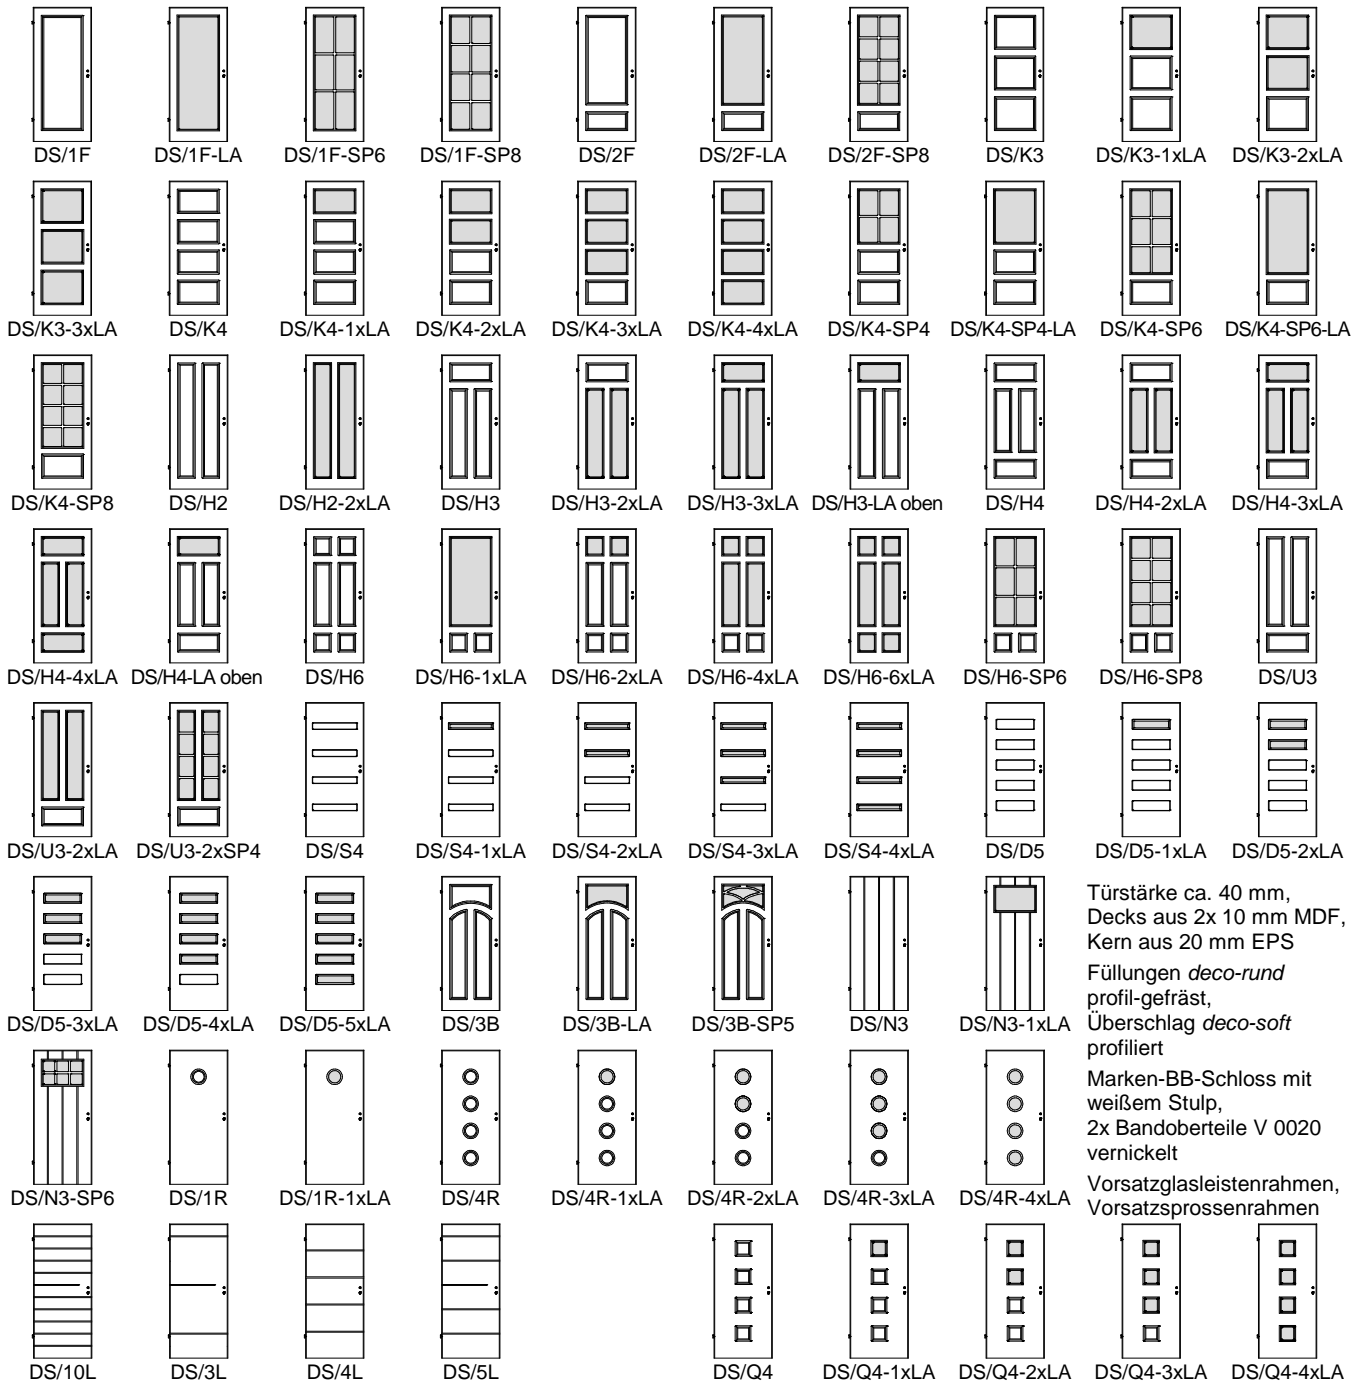 DS/1F DS/1F-LA DS/1F-SP6 DS/1F-SP8 DS/2F DS/2F-LA DS/2F-SP8 DS/K3 DS/K3-1xLA DS/K3-2xLA
DS/K3-3xLA DS/K4 DS/K4-1xLA DS/K4-2xLA DS/K4-3xLA DS/K4-4xLA DS/K4-SP4 DS/K4-SP4-LA DS/K4-SP6 DS/K4-SP6-LA
DS/K4-SP8 DS/H2 DS/H2-2xLA DS/H3 DS/H3-2xLA DS/H3-3xLA DS/H3-LA oben DS/H4 DS/H4-2xLA DS/H4-3xLA
DS/H4-4xLA DS/H4-LA oben DS/H6 DS/H6-1xLA DS/H6-2xLA DS/H6-4xLA DS/H6-6xLA DS/H6-SP6 DS/H6-SP8 DS/U3
DS/U3-2xLA DS/U3-2xSP4 DS/S4 DS/S4-1xLA DS/S4-2xLA DS/S4-3xLA DS/S4-4xLA DS/D5 DS/D5-1xLA DS/D5-2xLA
DS/D5-3xLA DS/D5-4xLA DS/D5-5xLA DS/3B DS/3B-LA DS/3B-SP5 DS/N3 DS/N3-1xLA
Türstärke ca. 40 mm,
Decks aus 2x 10 mm MDF,
Kern aus 20 mm EPS
Füllungen deco-rund
profil-gefräst,
Überschlag deco-soft
profiliert
Marken-BB-Schloss mit
weißem Stulp,
2x Bandoberteile V 0020
vernickelt
Vorsatzglasleistenrahmen,
Vorsatzsprossenrahmen
DS/N3-SP6 DS/1R DS/1R-1xLA DS/4R DS/4R-1xLA DS/4R-2xLA DS/4R-3xLA DS/4R-4xLA
DS/10L DS/3L DS/4L DS/5L DS/Q4 DS/Q4-1xLA DS/Q4-2xLA DS/Q4-3xLA DS/Q4-4xLA